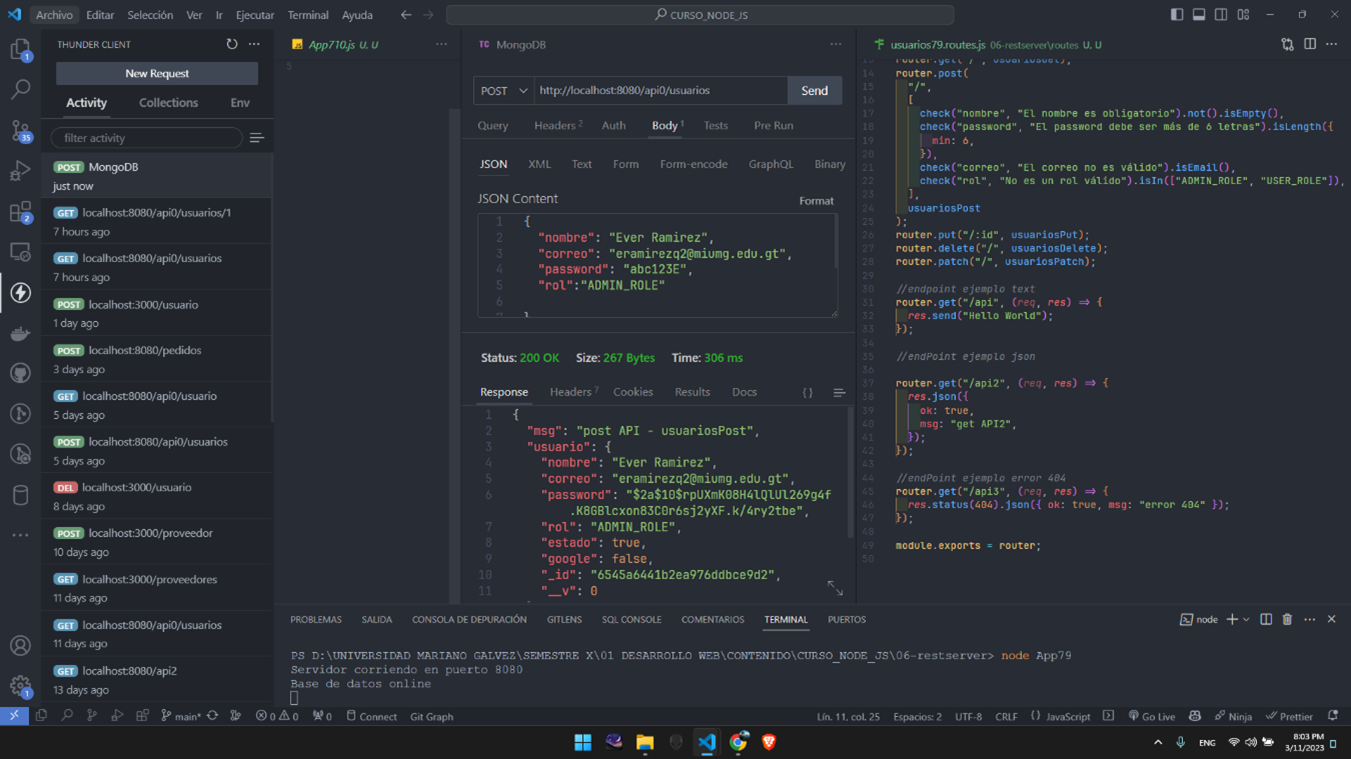 Archivo Editar Selección Ver Ir Ejecutar Terminal Ayuda
CURSO_NODE_JS
THUNDER CLIENT
New Request
Activity Collections Env
filter activity
POST MongoDB
just now
GET localhost:8080/api0/usuarios/1
7 hours ago
GET localhost:8080/api0/usuarios
7 hours ago
POST localhost:3000/usuario
1 day ago
POST localhost:8080/pedidos
3 days ago
GET localhost:8080/api0/usuario
5 days ago
POST localhost:8080/api0/usuarios
5 days ago
DEL localhost:3000/usuario
8 days ago
POST localhost:3000/proveedor
10 days ago
GET localhost:3000/proveedores
11 days ago
GET localhost:8080/api0/usuarios
11 days ago
GET localhost:8080/api2
13 days ago
1
35
2
1
App710.js U, U
5
TC MongoDB
POST http://localhost:8080/api0/usuarios Send
Query Headers 2 Auth Body 1 Tests Pre Run
JSON XML Text Form Form-encode GraphQL Binary
JSON Content Format
1 {
2 "nombre": "Ever Ramirez",
3 "correo": "eramirezq2@miumg.edu.gt",
4 "password": "abc123E",
5 "rol":"ADMIN_ROLE"
6
7 }
Status: 200 OK Size: 267 Bytes Time: 306 ms
Response Headers 7 Cookies Results Docs { }
1 {
2 "msg": "post API - usuariosPost",
3 "usuario": {
4 "nombre": "Ever Ramirez",
5 "correo": "eramirezq2@miumg.edu.gt",
6 "password": "$2a$10$rpUXmK08H4lQlUl269g4f
.K8GBlcxon83C0r6sj2yXF.k/4ry2tbe",
7 "rol": "ADMIN_ROLE",
8 "estado": true,
9 "google": false,
10 "_id": "6545a6441b2ea976ddbce9d2",
11 "__v": 0
usuarios79.routes.js 06-restserver\routes U, U
13 router.get("/", usuariosGet);
14 router.post(
15 "/",
16 [
17 check("nombre", "El nombre es obligatorio").not().isEmpty(),
18 check("password", "El password debe ser más de 6 letras").isLength({
19 min: 6,
20 }),
21 check("correo", "El correo no es válido").isEmail(),
22 check("rol", "No es un rol válido").isIn(["ADMIN_ROLE", "USER_ROLE"]),
23 ],
24 usuariosPost
25 );
26 router.put("/:id", usuariosPut);
27 router.delete("/", usuariosDelete);
28 router.patch("/", usuariosPatch);
29
30 //endpoint ejemplo text
31 router.get("/api", (req, res) => {
32 res.send("Hello World");
33 });
34
35 //endPoint ejemplo json
36
37 router.get("/api2", (req, res) => {
38 res.json({
39 ok: true,
40 msg: "get API2",
41 });
42 });
43
44 //endPoint ejemplo error 404
45 router.get("/api3", (req, res) => {
46 res.status(404).json({ ok: true, msg: "error 404" });
47 });
48
49 module.exports = router;
50
PROBLEMAS SALIDA CONSOLA DE DEPURACIÓN GITLENS SQL CONSOLE COMENTARIOS TERMINAL PUERTOS
node
PS D:\UNIVERSIDAD MARIANO GALVEZ\SEMESTRE X\01 DESARROLLO WEB\CONTENIDO\CURSO_NODE_JS\06-restserver> node App79
Servidor corriendo en puerto 8080
Base de datos online
main* 0 0 0 Connect Git Graph
Lín. 11, col. 25 Espacios: 2 UTF-8 CRLF { } JavaScript Go Live Ninja Prettier
ENG
8:03 PM
3/11/2023